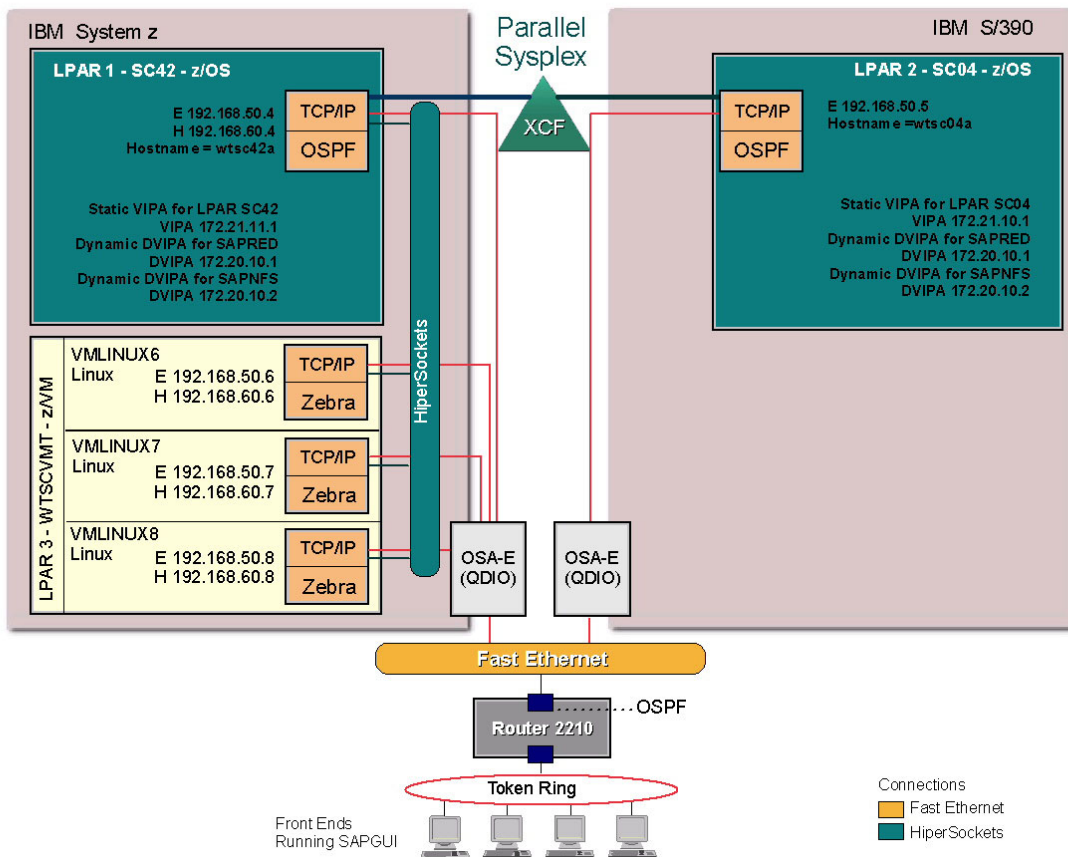 IBM System z
Parallel
Sysplex
IBM S/390
LPAR 1 - SC42 - z/OS
E 192.168.50.4
H 192.168.60.4
Hostname = wtsc42a
TCP/IP
OSPF
Static VIPA for LPAR SC42
VIPA 172.21.11.1
Dynamic DVIPA for SAPRED
DVIPA 172.20.10.1
Dynamic DVIPA for SAPNFS
DVIPA 172.20.10.2
HiperSockets
XCF
LPAR 2 - SC04 - z/OS
TCP/IP
OSPF
E 192.168.50.5
Hostname =wtsc04a
Static VIPA for LPAR SC04
VIPA 172.21.10.1
Dynamic DVIPA for SAPRED
DVIPA 172.20.10.1
Dynamic DVIPA for SAPNFS
DVIPA 172.20.10.2
LPAR 3 - WTSCVMT - z/VM
VMLINUX6
Linux
E 192.168.50.6
H 192.168.60.6
TCP/IP
Zebra
VMLINUX7
Linux
E 192.168.50.7
H 192.168.60.7
TCP/IP
Zebra
VMLINUX8
Linux
E 192.168.50.8
H 192.168.60.8
TCP/IP
Zebra
OSA-E
(QDIO)
OSA-E
(QDIO)
Fast Ethernet
OSPF
Router 2210
Token Ring
Front Ends
Running SAPGUI
Connections
Fast Ethernet
HiperSockets